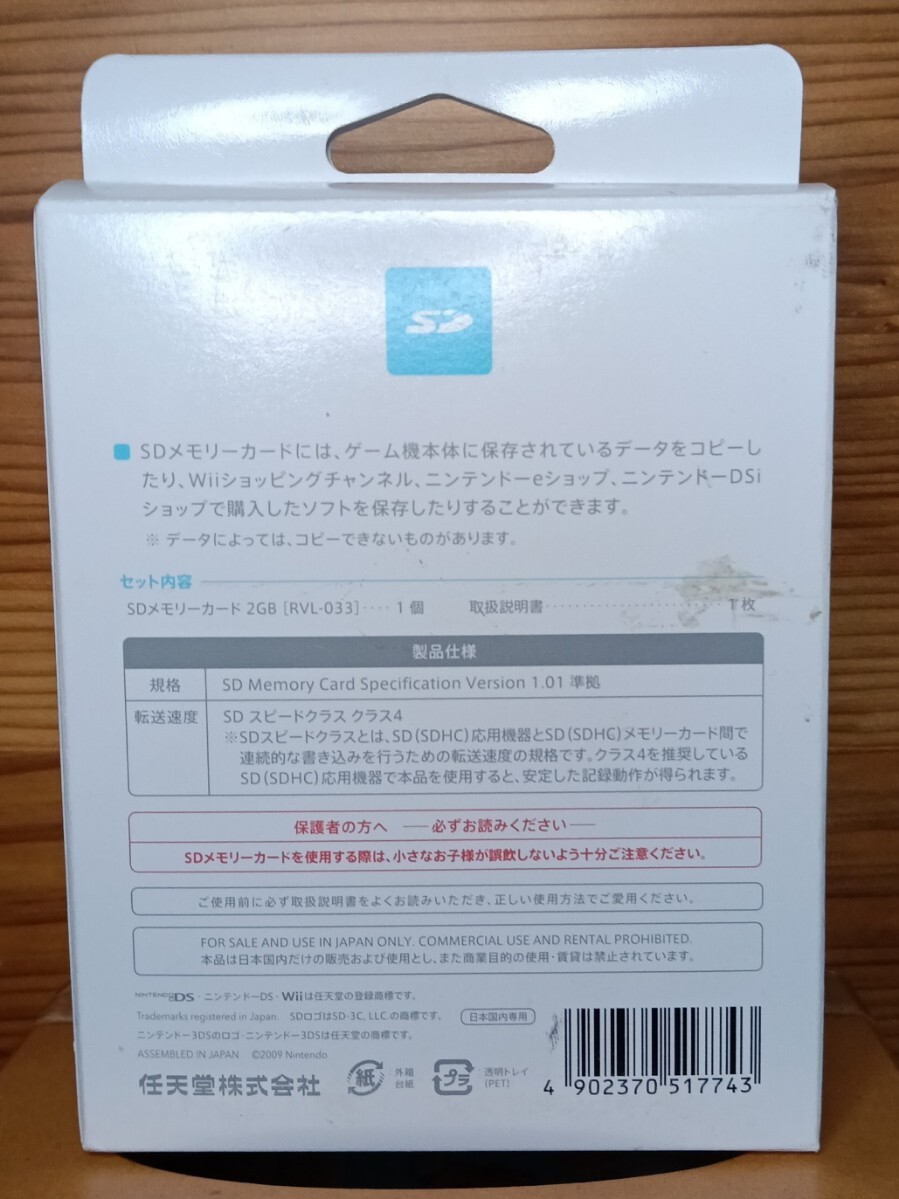 SD
SDメモリーカードには、ゲーム機本体に保存されているデータをコピーし
たり、Wiiショッピングチャンネル、ニンテンドーeショップ、ニンテンドーDSi
ショップで購入したソフトを保存したりすることができます。
※ データによっては、コピーできないものがあります。
セット内容
SDメモリーカード 2GB [RVL-033]‥‥ 1 個 取扱説明書‥‥‥‥‥‥‥‥‥‥‥‥ 1 枚
製品仕様
規格 SD Memory Card Specification Version 1.01 準拠
転送速度 SD スピードクラス クラス4
※SDスピードクラスとは、SD(SDHC)応用機器とSD(SDHC)メモリーカード間で
連続的な書き込みを行うための転送速度の規格です。クラス4を推奨している
SD(SDHC)応用機器で本品を使用すると、安定した記録動作が得られます。
保護者の方へ ――必ずお読みください――
SDメモリーカードを使用する際は、小さなお子様が誤飲しないよう十分ご注意ください。
ご使用前に必ず取扱説明書をよくお読みいただき、正しい使用方法でご愛用ください。
FOR SALE AND USE IN JAPAN ONLY. COMMERCIAL USE AND RENTAL PROHIBITED.
本品は日本国内だけの販売および使用とし、また商業目的の使用・賃貸は禁止されています。
NINTENDO DS・ニンテンドーDS・Wiiは任天堂の登録商標です。
Trademarks registered in Japan. SDロゴはSD-3C, LLC.の商標です。 日本国内専用
ニンテンドー3DSのロゴ・ニンテンドー3DSは任天堂の商標です。
ASSEMBLED IN JAPAN ©2009 Nintendo
任天堂株式会社 紙 外箱 台紙 プラ 透明トレイ (PET)
4 902370 517743